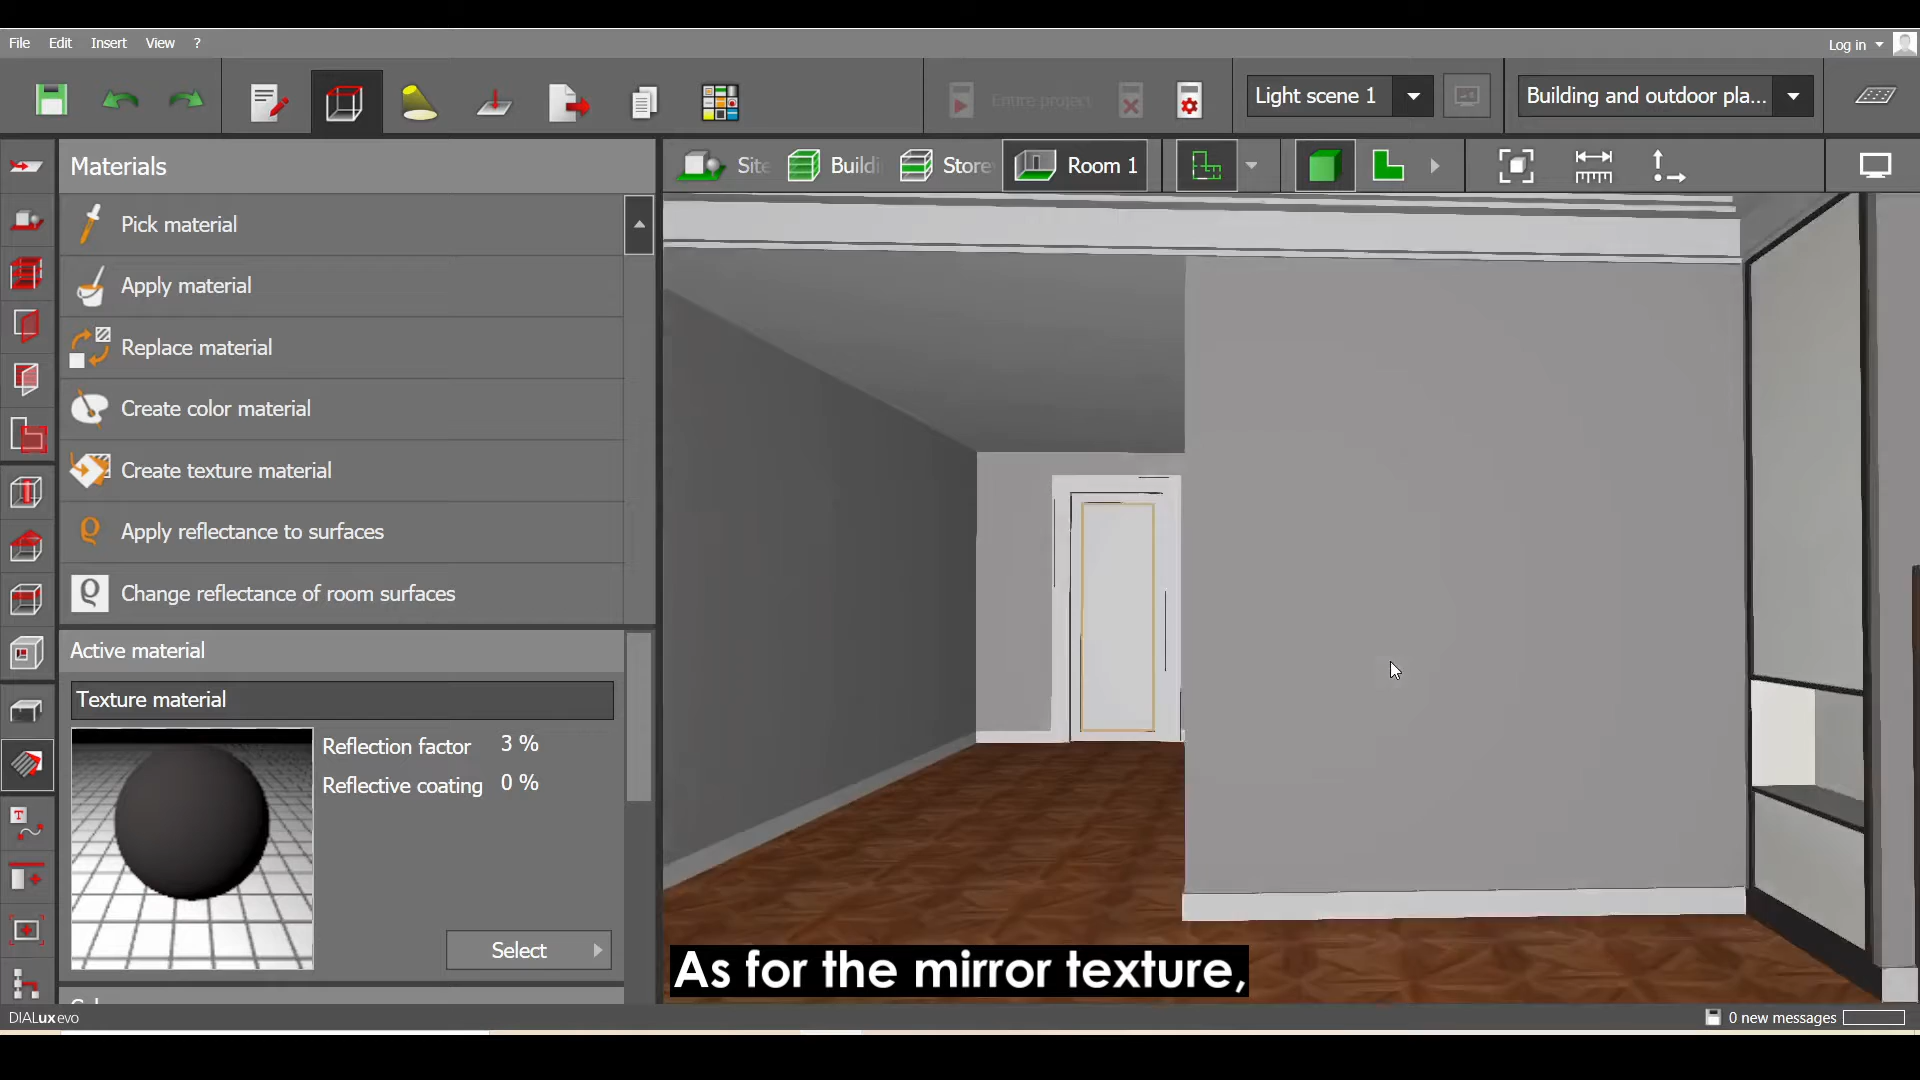 File Edit Insert View ?
Log in
Entire project
Light scene 1
Building and outdoor pla...
Materials
Site
Buildi
Store
Room 1
Pick material
Apply material
Replace material
Create color material
Create texture material
Apply reflectance to surfaces
Change reflectance of room surfaces
Active material
Texture material
Reflection factor 3 %
Reflective coating 0 %
Select
As for the mirror texture,
DIALux evo
0 new messages